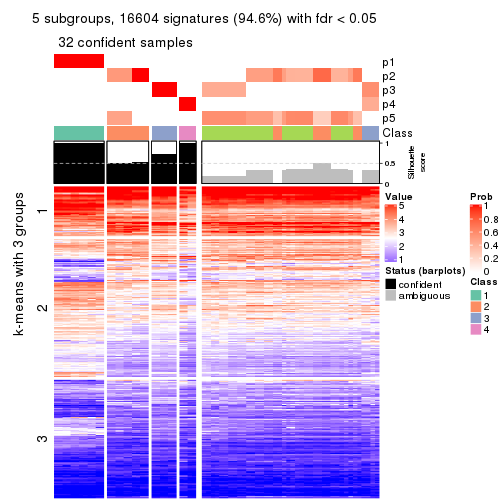 5 subgroups, 16604 signatures (94.6%) with fdr < 0.05
32 confident samples
p1
p2
p3
p4
p5
Class
1
0.5
0
Silhouette
score
k-means with 3 groups
1
2
3
Value
5
4
3
2
1
Status (barplots)
confident
ambiguous
Prob
1
0.8
0.6
0.4
0.2
0
Class
1
2
3
4